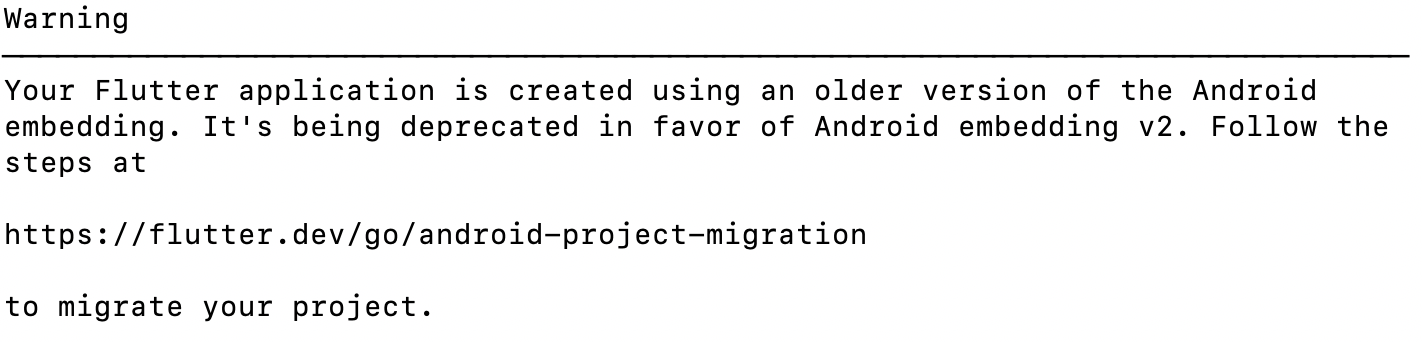 Warning
Your Flutter application is created using an older version of the Android
embedding. It's being deprecated in favor of Android embedding v2. Follow the
steps at
https://flutter.dev/go/android-project-migration
to migrate your project.